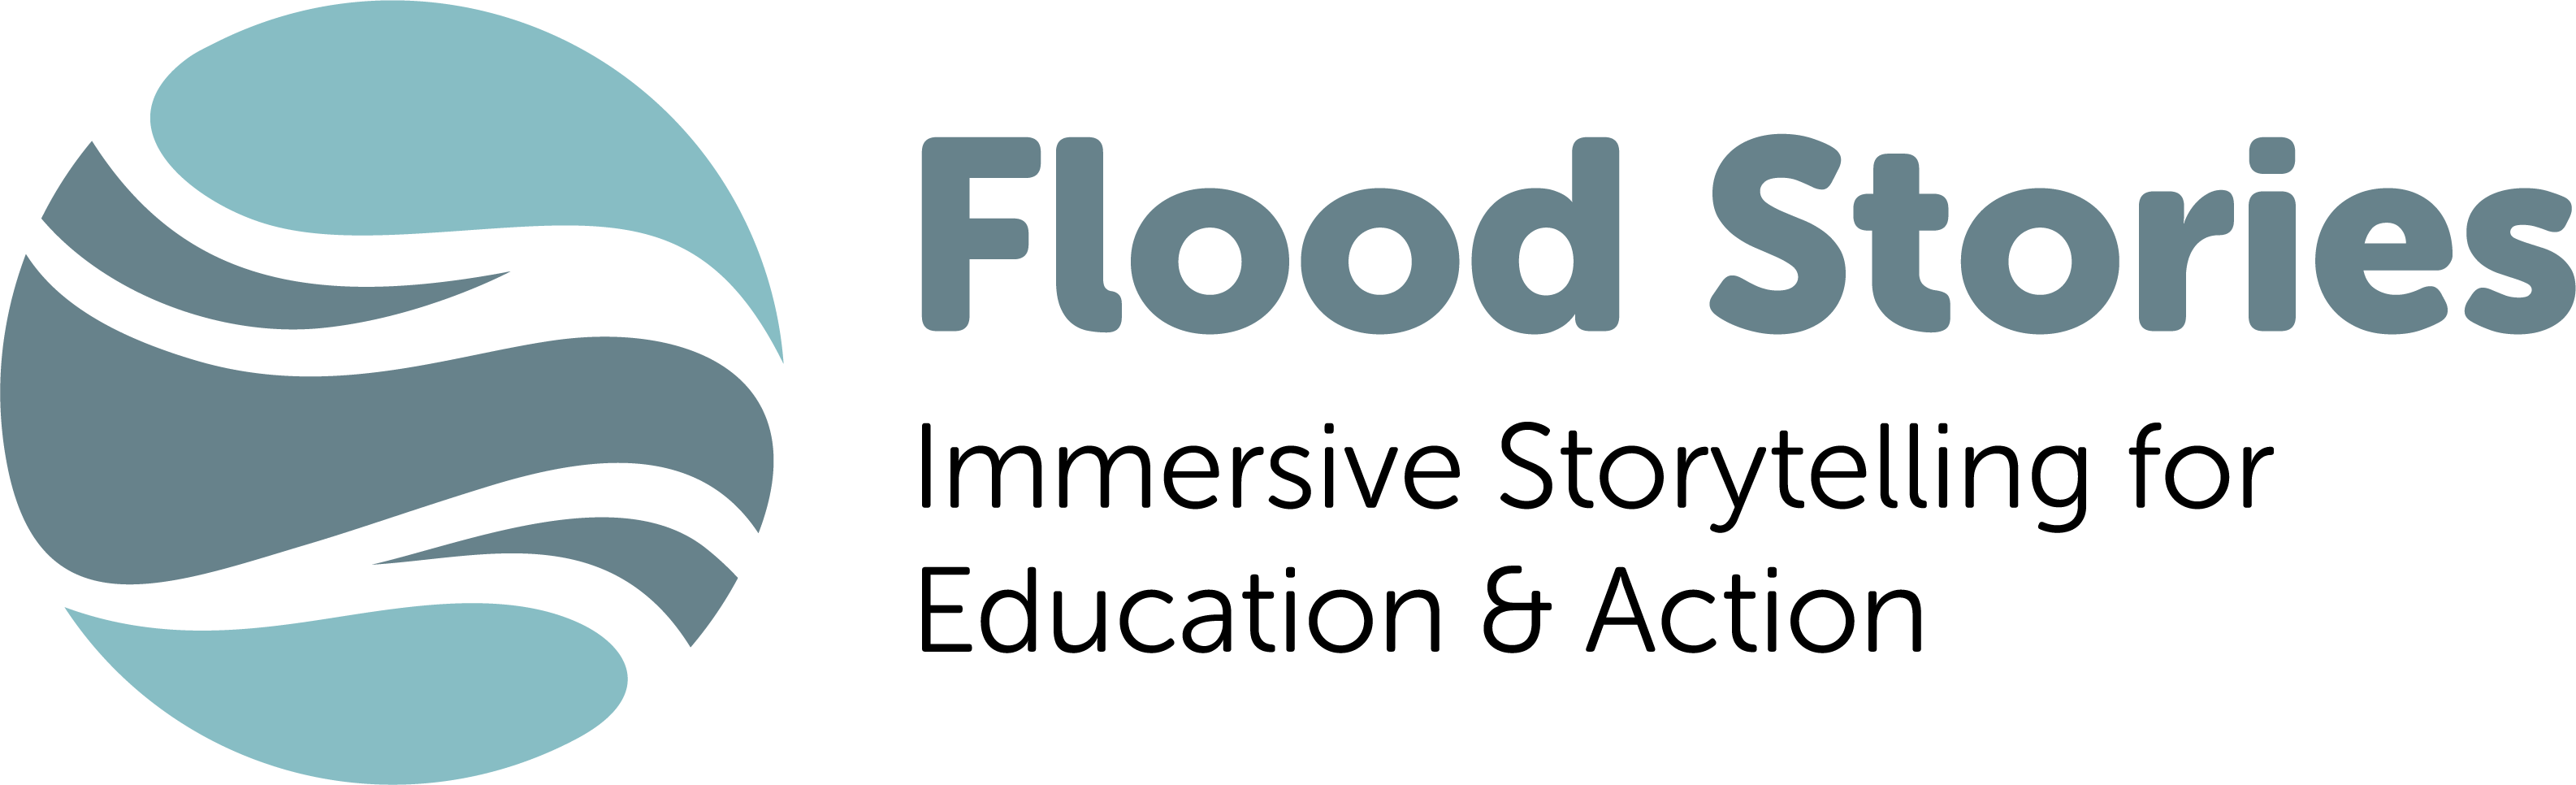 Flood Stories
Immersive Storytelling for
Education & Action